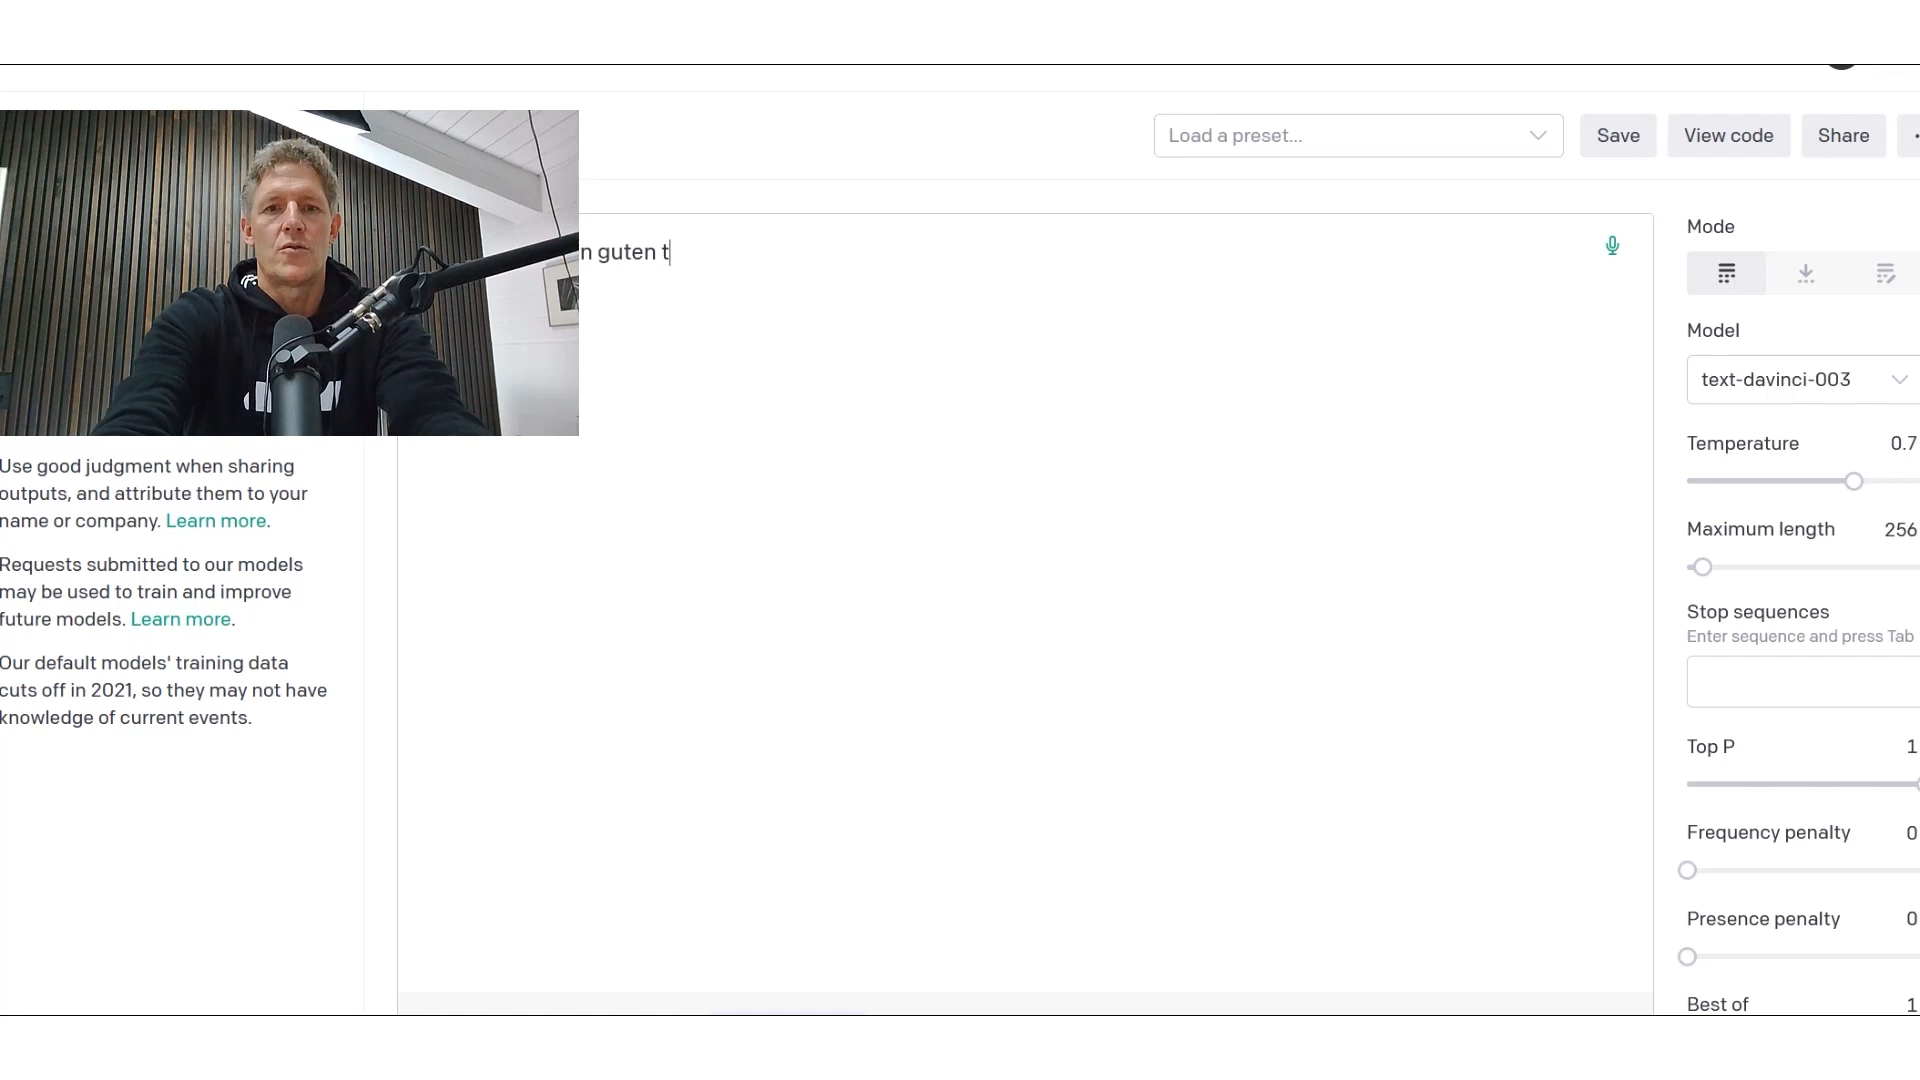 Load a preset...
Save
View code
Share
n guten t
Mode
Model
text-davinci-003
Temperature 0.7
Maximum length 256
Use good judgment when sharing
outputs, and attribute them to your
name or company. Learn more.
Requests submitted to our models
may be used to train and improve
future models. Learn more.
Our default models' training data
cuts off in 2021, so they may not have
knowledge of current events.
Stop sequences
Enter sequence and press Tab
Top P 1
Frequency penalty 0
Presence penalty 0
Best of 1